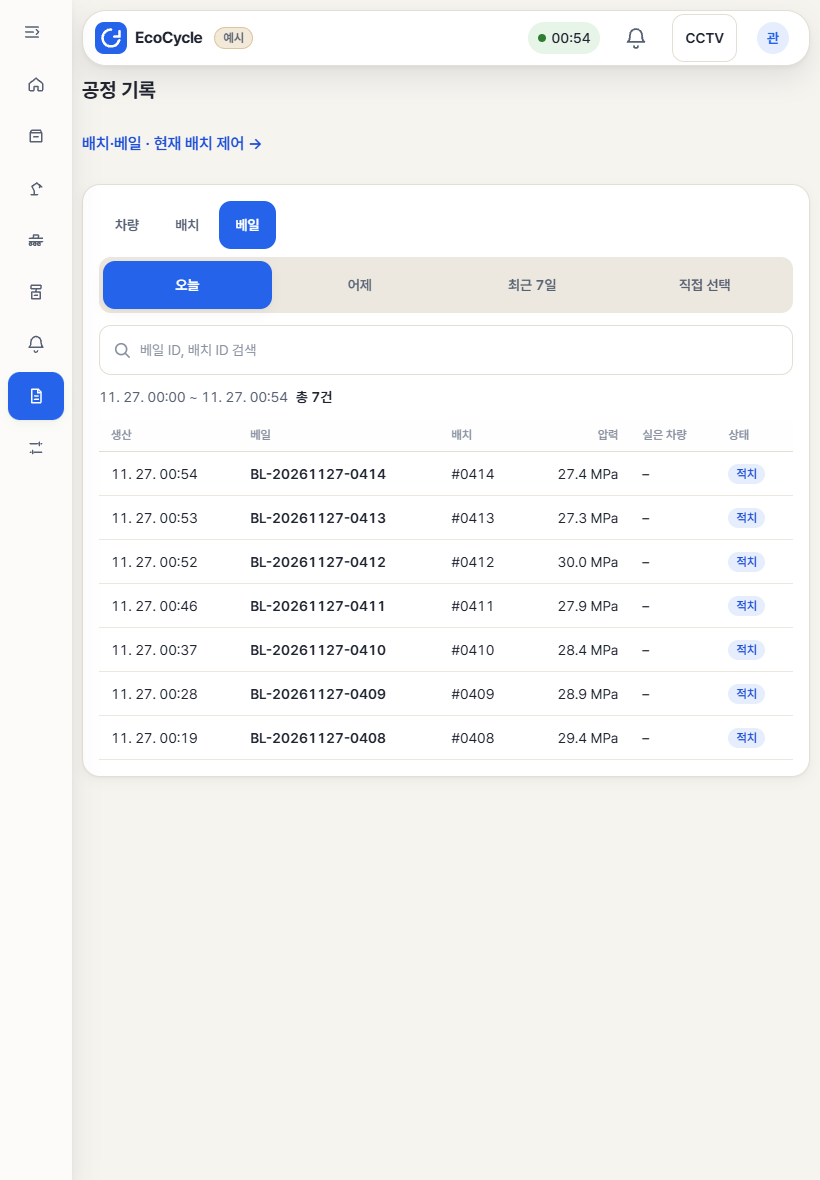 EcoCycle 예시 00:54 CCTV 관
공정 기록
배치·베일 · 현재 배치 제어 →
차량 배치 베일
오늘 어제 최근 7일 직접 선택
베일 ID, 배치 ID 검색
11. 27. 00:00 ~ 11. 27. 00:54 총 7건
생산 베일 배치 압력 실은 차량 상태
11. 27. 00:54 BL-20261127-0414 #0414 27.4 MPa – 적치
11. 27. 00:53 BL-20261127-0413 #0413 27.3 MPa – 적치
11. 27. 00:52 BL-20261127-0412 #0412 30.0 MPa – 적치
11. 27. 00:46 BL-20261127-0411 #0411 27.9 MPa – 적치
11. 27. 00:37 BL-20261127-0410 #0410 28.4 MPa – 적치
11. 27. 00:28 BL-20261127-0409 #0409 28.9 MPa – 적치
11. 27. 00:19 BL-20261127-0408 #0408 29.4 MPa – 적치